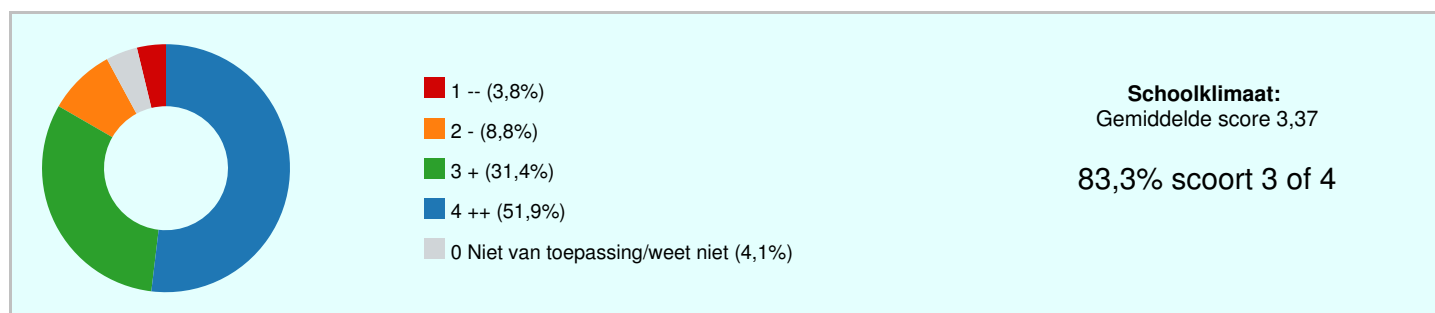 1 -- (3,8%)
2 - (8,8%)
3 + (31,4%)
4 ++ (51,9%)
0 Niet van toepassing/weet niet (4,1%)
Schoolklimaat:
Gemiddelde score 3,37
83,3% scoort 3 of 4